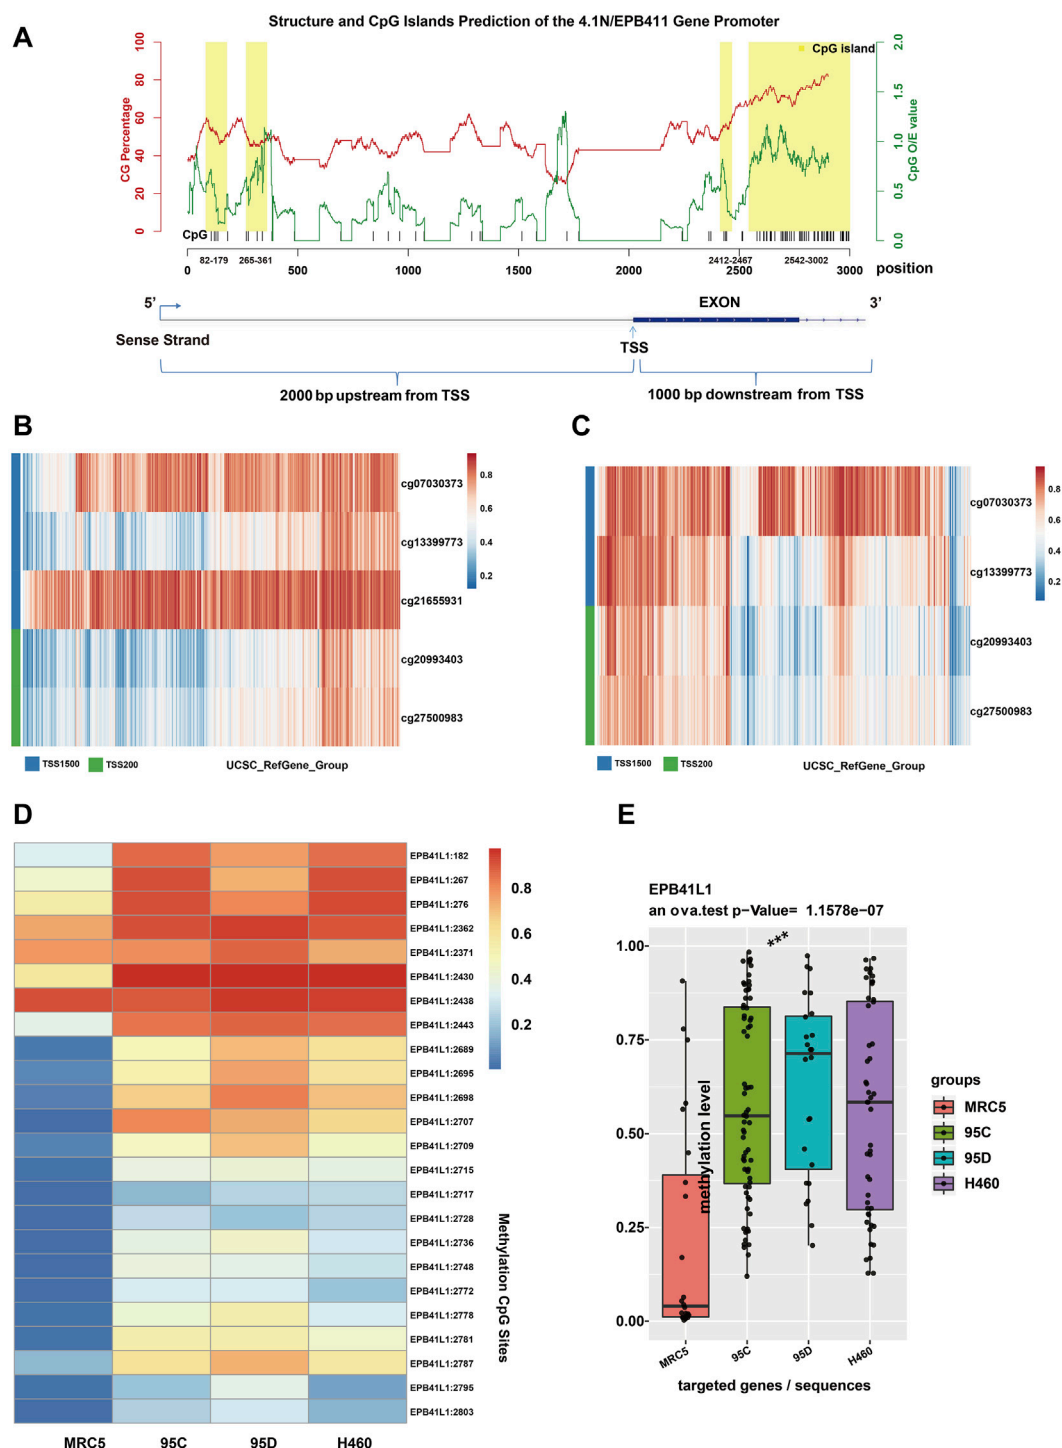 Structure and CpG Islands Prediction of the 4.1N/EPB411 Gene Promoter
A
CG Percentage
0
20
40
60
80
100
CpG island
CpG O/E value
0.0
0.5
1.0
1.5
2.0
CpG
82-179
265-361
2412-2467
2542-3002
0
500
1000
1500
2000
2500
3000
position
5’
EXON
3’
Sense Strand
TSS
2000 bp upstream from TSS
1000 bp downstream from TSS
B
cg07030373
cg13399773
cg21655931
cg20993403
cg27500983
0.8
0.6
0.4
0.2
TSS1500
TSS200
UCSC_RefGene_Group
C
cg07030373
cg13399773
cg20993403
cg27500983
0.8
0.6
0.4
0.2
TSS1500
TSS200
UCSC_RefGene_Group
D
EPB41L1:182
EPB41L1:267
EPB41L1:276
EPB41L1:2362
EPB41L1:2371
EPB41L1:2430
EPB41L1:2438
EPB41L1:2443
EPB41L1:2689
EPB41L1:2695
EPB41L1:2698
EPB41L1:2707
EPB41L1:2709
EPB41L1:2715
EPB41L1:2717
EPB41L1:2728
EPB41L1:2736
EPB41L1:2748
EPB41L1:2772
EPB41L1:2778
EPB41L1:2781
EPB41L1:2787
EPB41L1:2795
EPB41L1:2803
0.8
0.6
0.4
0.2
Methylation CpG Sites
MRC5
95C
95D
H460
E
EPB41L1
an ova.test p−Value= 1.1578e−07
***
1.00
0.75
0.50
0.25
0.00
methylation level
MRC5
95C
95D
H460
targeted genes / sequences
groups
MRC5
95C
95D
H460